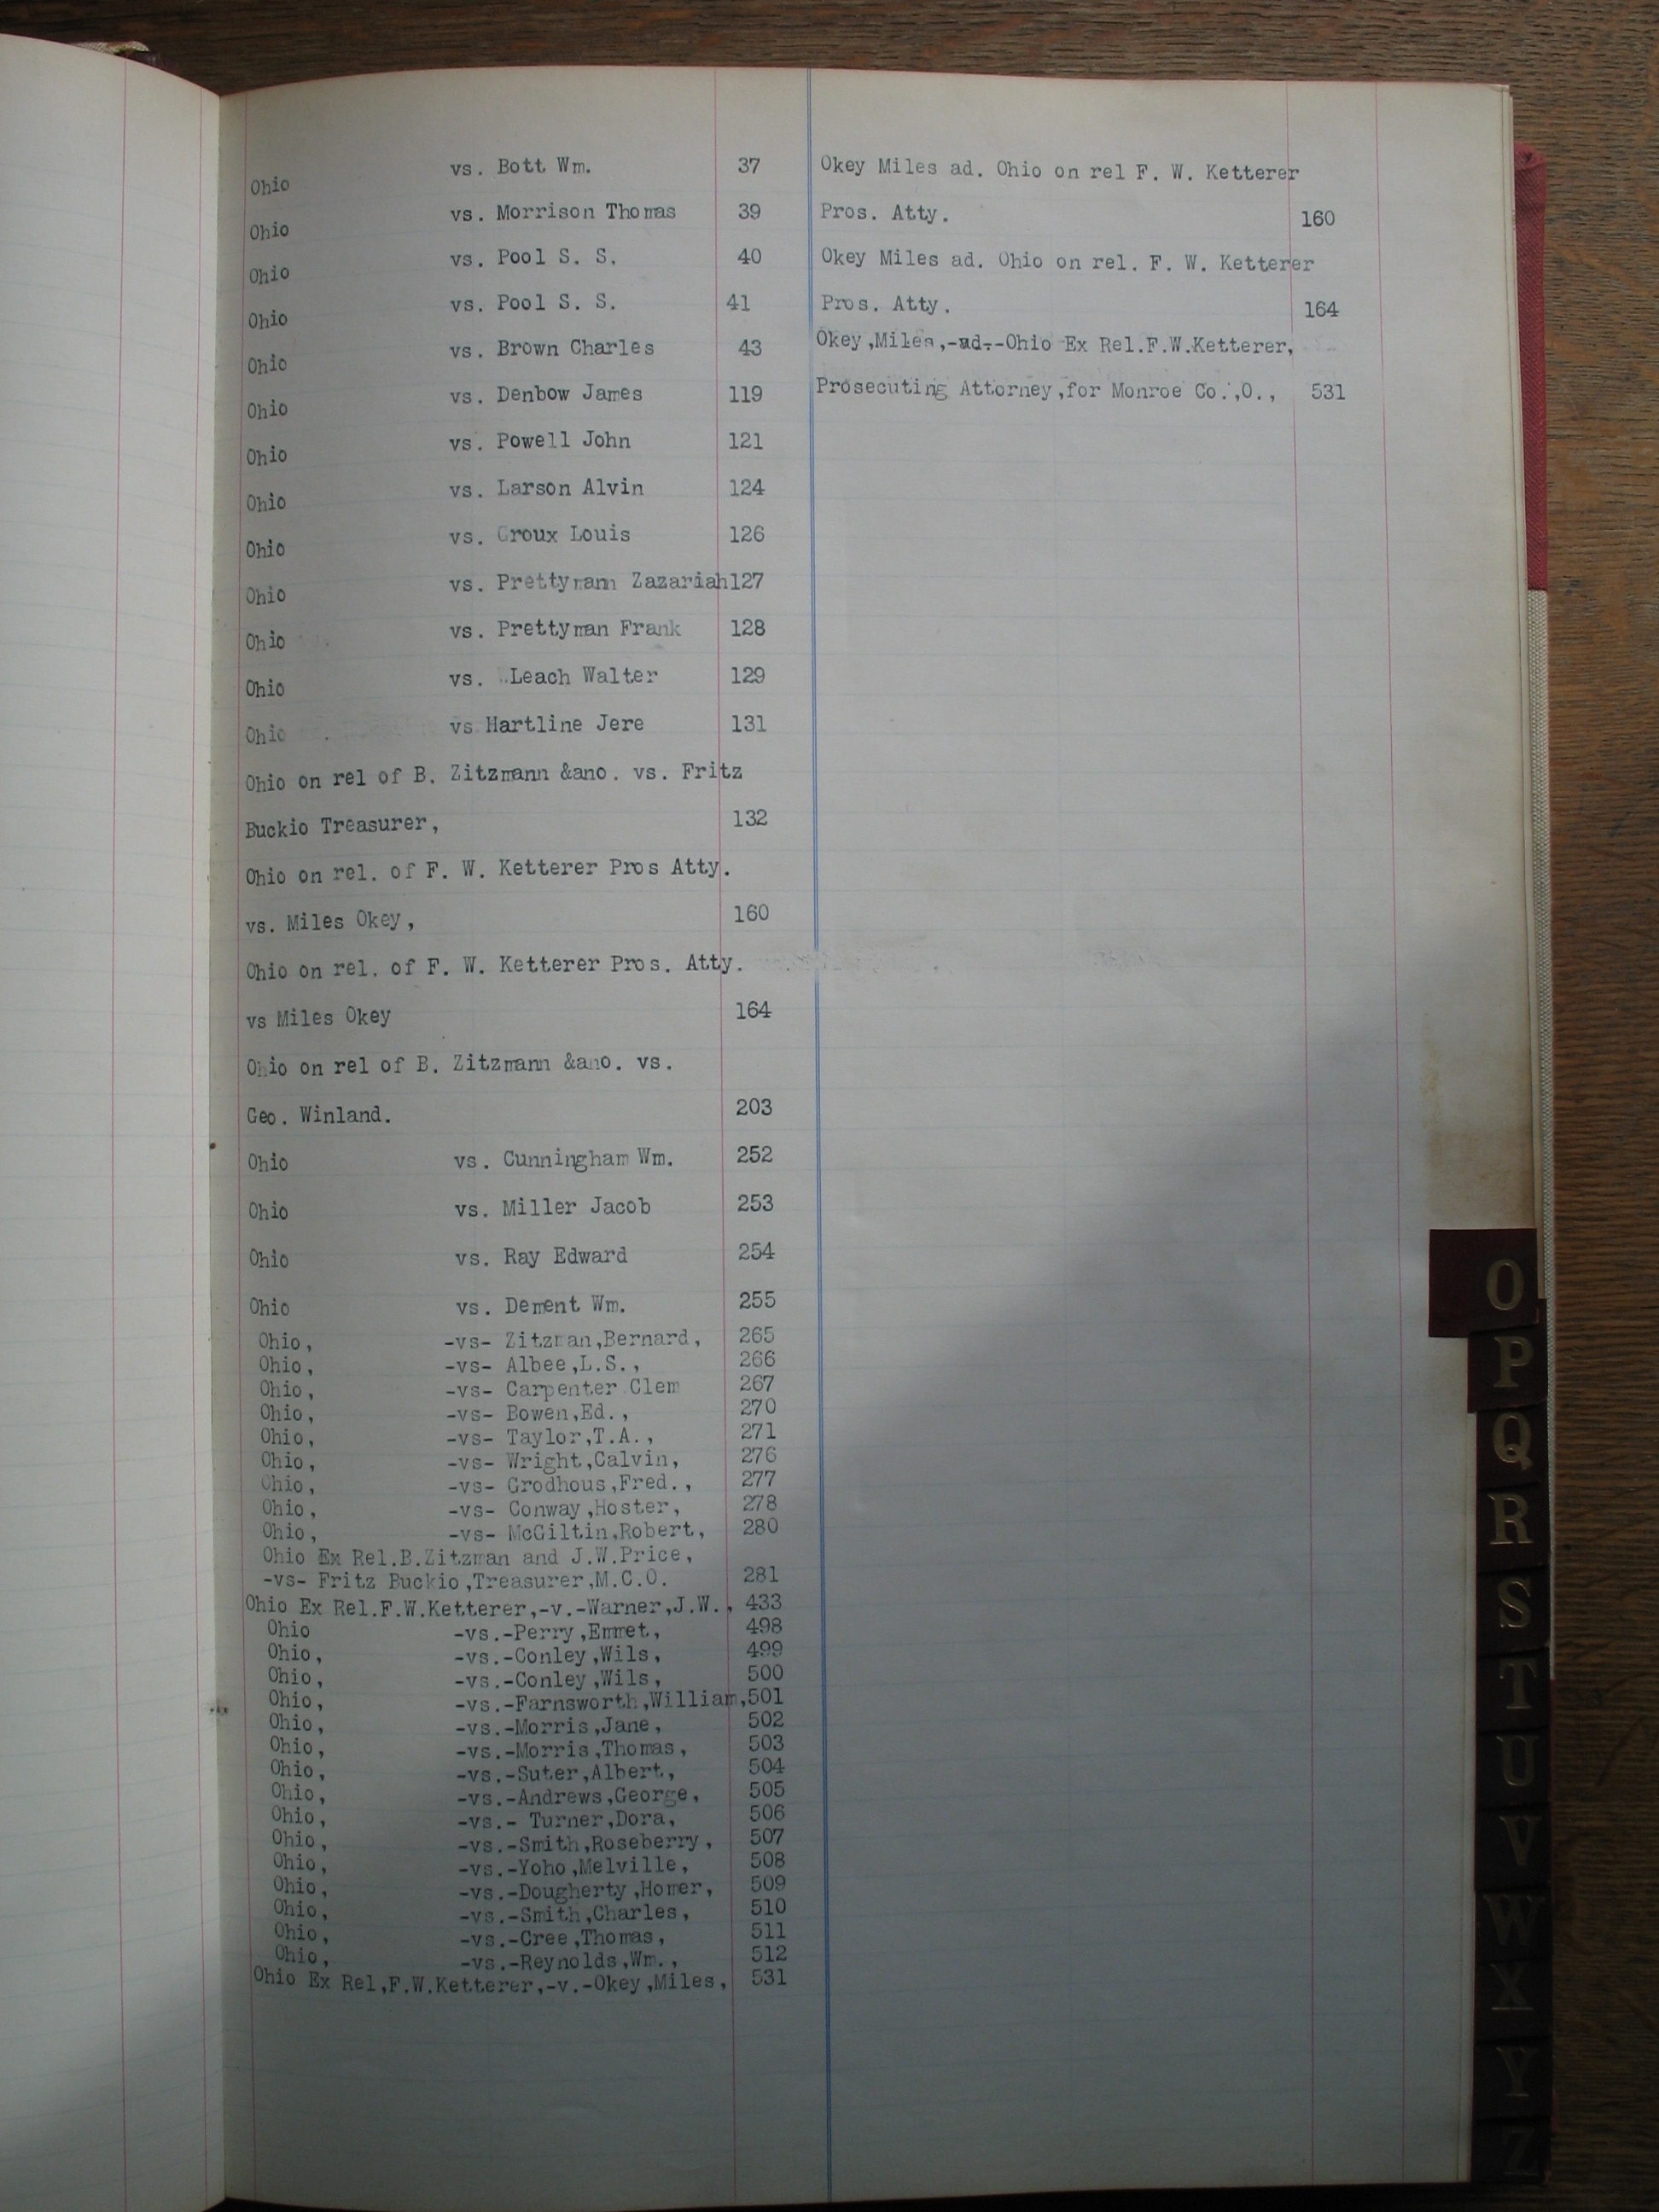 Ohio vs. Bott Wm. 37
Ohio vs. Morrison Thomas 39
Ohio vs. Pool S. S. 40
Ohio vs. Pool S. S. 41
Ohio vs. Brown Charles 43
Ohio vs. Denbow James 119
Ohio vs. Powell John 121
Ohio vs. Larson Alvin 124
Ohio vs. Croux Louis 126
Ohio vs. Prettymann Zazariah 127
Ohio vs. Prettyman Frank 128
Ohio vs. Leach Walter 129
Ohio vs Hartline Jere 131
Ohio on rel of B. Zitzmann &ano. vs. Fritz
Buckio Treasurer, 132
Ohio on rel. of F. W. Ketterer Pros Atty.
vs. Miles Okey, 160
Ohio on rel. of F. W. Ketterer Pros. Atty.
vs Miles Okey 164
Ohio on rel of B. Zitzmann &ano. vs.
Geo. Winland. 203
Ohio vs. Cunningham Wm. 252
Ohio vs. Miller Jacob 253
Ohio vs. Ray Edward 254
Ohio vs. Dement Wm. 255
Ohio, -vs- Zitzman,Bernard, 265
Ohio, -vs- Albee,L.S., 266
Ohio, -vs- Carpenter Clem 267
Ohio, -vs- Bowen,Ed., 270
Ohio, -vs- Taylor,T.A., 271
Ohio, -vs- Wright,Calvin, 276
Ohio, -vs- Grodhous,Fred., 277
Ohio, -vs- Conway,Hoster, 278
Ohio, -vs- McGiltin,Robert, 280
Ohio Ex Rel.B.Zitzman and J.W.Price,
-vs- Fritz Buckio,Treasurer,M.C.O. 281
Ohio Ex Rel.F.W.Ketterer,-v.-Warner,J.W., 433
Ohio -vs.-Perry,Emmet, 498
Ohio, -vs.-Conley,Wils, 499
Ohio, -vs.-Conley,Wils, 500
Ohio, -vs.-Farnsworth,William, 501
Ohio, -vs.-Morris,Jane, 502
Ohio, -vs.-Morris,Thomas, 503
Ohio, -vs.-Suter,Albert, 504
Ohio, -vs.-Andrews,George, 505
Ohio, -vs.- Turner,Dora, 506
Ohio, -vs.-Smith,Roseberry, 507
Ohio, -vs.-Yoho,Melville, 508
Ohio, -vs.-Dougherty,Homer, 509
Ohio, -vs.-Smith,Charles, 510
Ohio, -vs.-Cree,Thomas, 511
Ohio, -vs.-Reynolds,Wm., 512
Ohio Ex Rel,F.W.Ketterer,-v.-Okey,Miles, 531
Okey Miles ad. Ohio on rel F. W. Ketterer
Pros. Atty. 160
Okey Miles ad. Ohio on rel. F. W. Ketterer
Pros. Atty. 164
Okey,Miles,-ad.-Ohio Ex Rel.F.W.Ketterer,
Prosecuting Attorney,for Monroe Co.,O., 531
O
P
Q
R
S
T
U
V
W
X
Y
Z